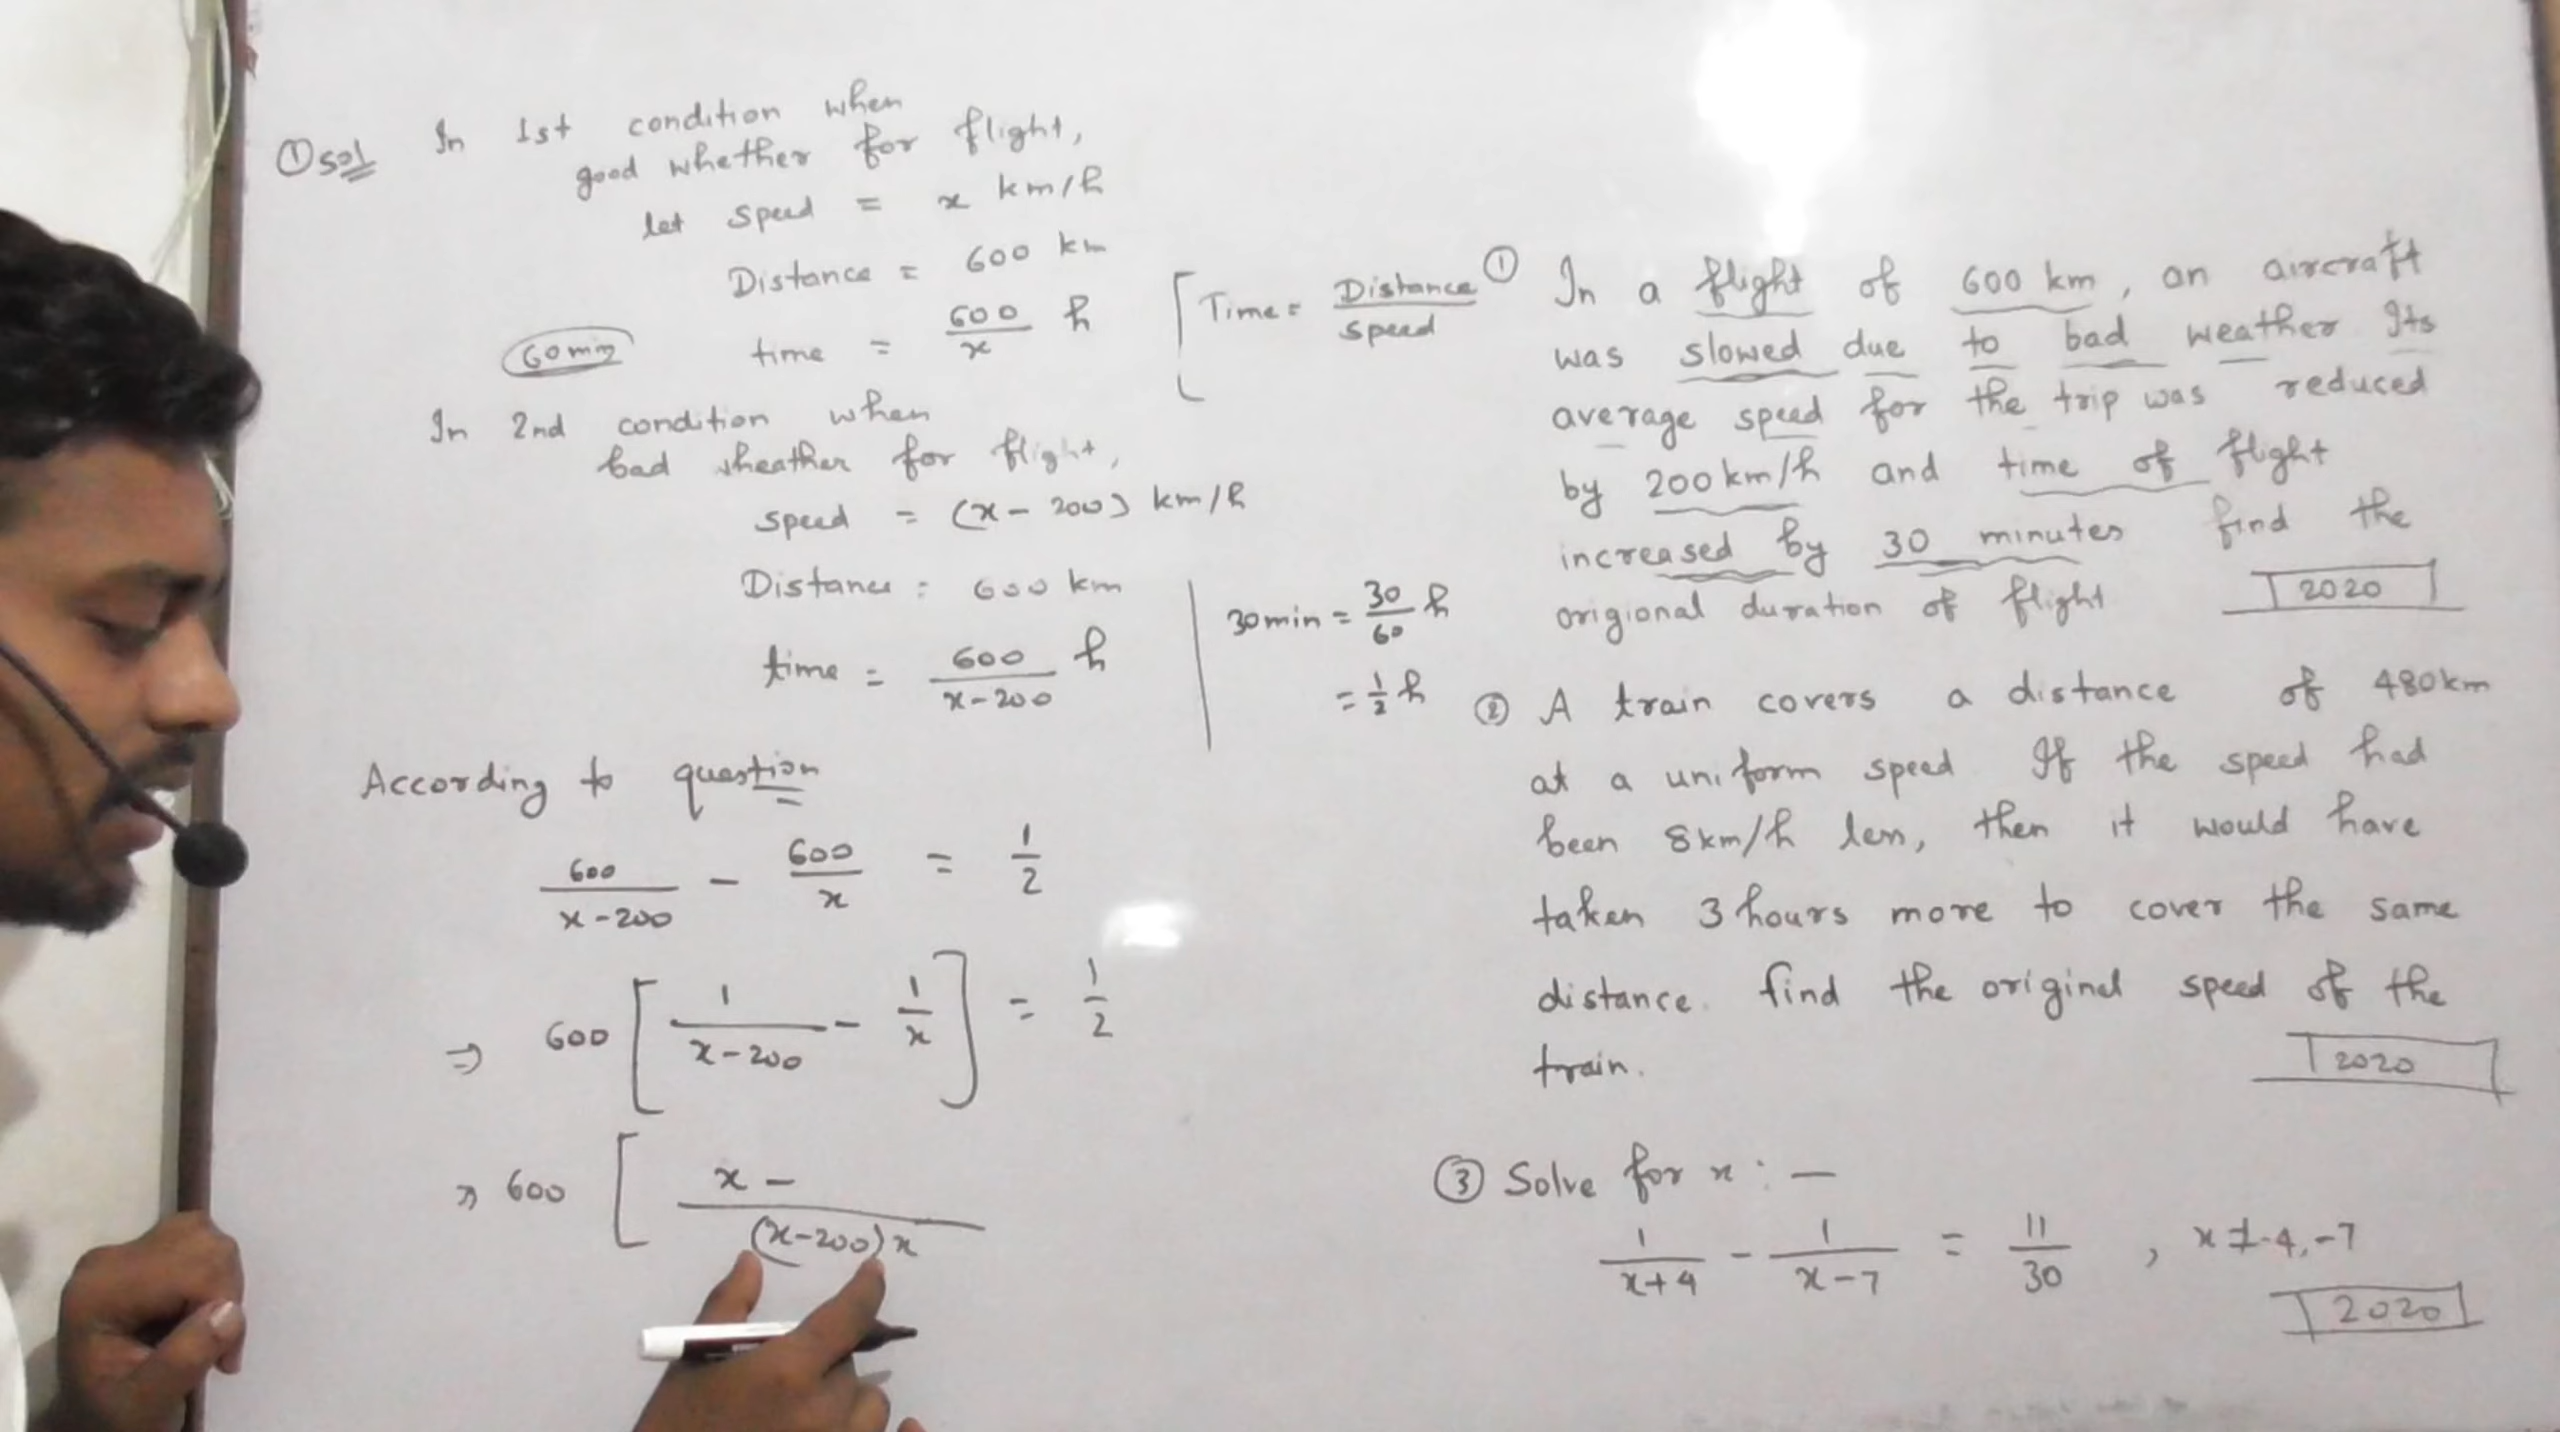 ① sol In 1st condition when
good whether for flight,
let speed = x km/h
Distance = 600 km
time = 600/x h [Time = Distance/speed
60 min
In 2nd condition when
bad wheather for flight,
speed = (x - 200) km/h
Distance = 600 km
time = 600/x-200 h
30min = 30/60 h
= 1/2 h
According to question
600/x-200 - 600/x = 1/2
⇒ 600 [1/x-200 - 1/x] = 1/2
⇒ 600 [x - /(x-200)x
① In a flight of 600 km, an aircraft
was slowed due to bad weather Its
average speed for the trip was reduced
by 200 km/h and time of flight
increased by 30 minutes find the
origional duration of flight 2020
② A train covers a distance of 480km
at a uniform speed If the speed had
been 8km/h less, then it would have
taken 3 hours more to cover the same
distance. find the original speed of the
train. 2020
③ Solve for x : —
1/x+4 - 1/x-7 = 11/30 , x ≠ -4, -7
2020